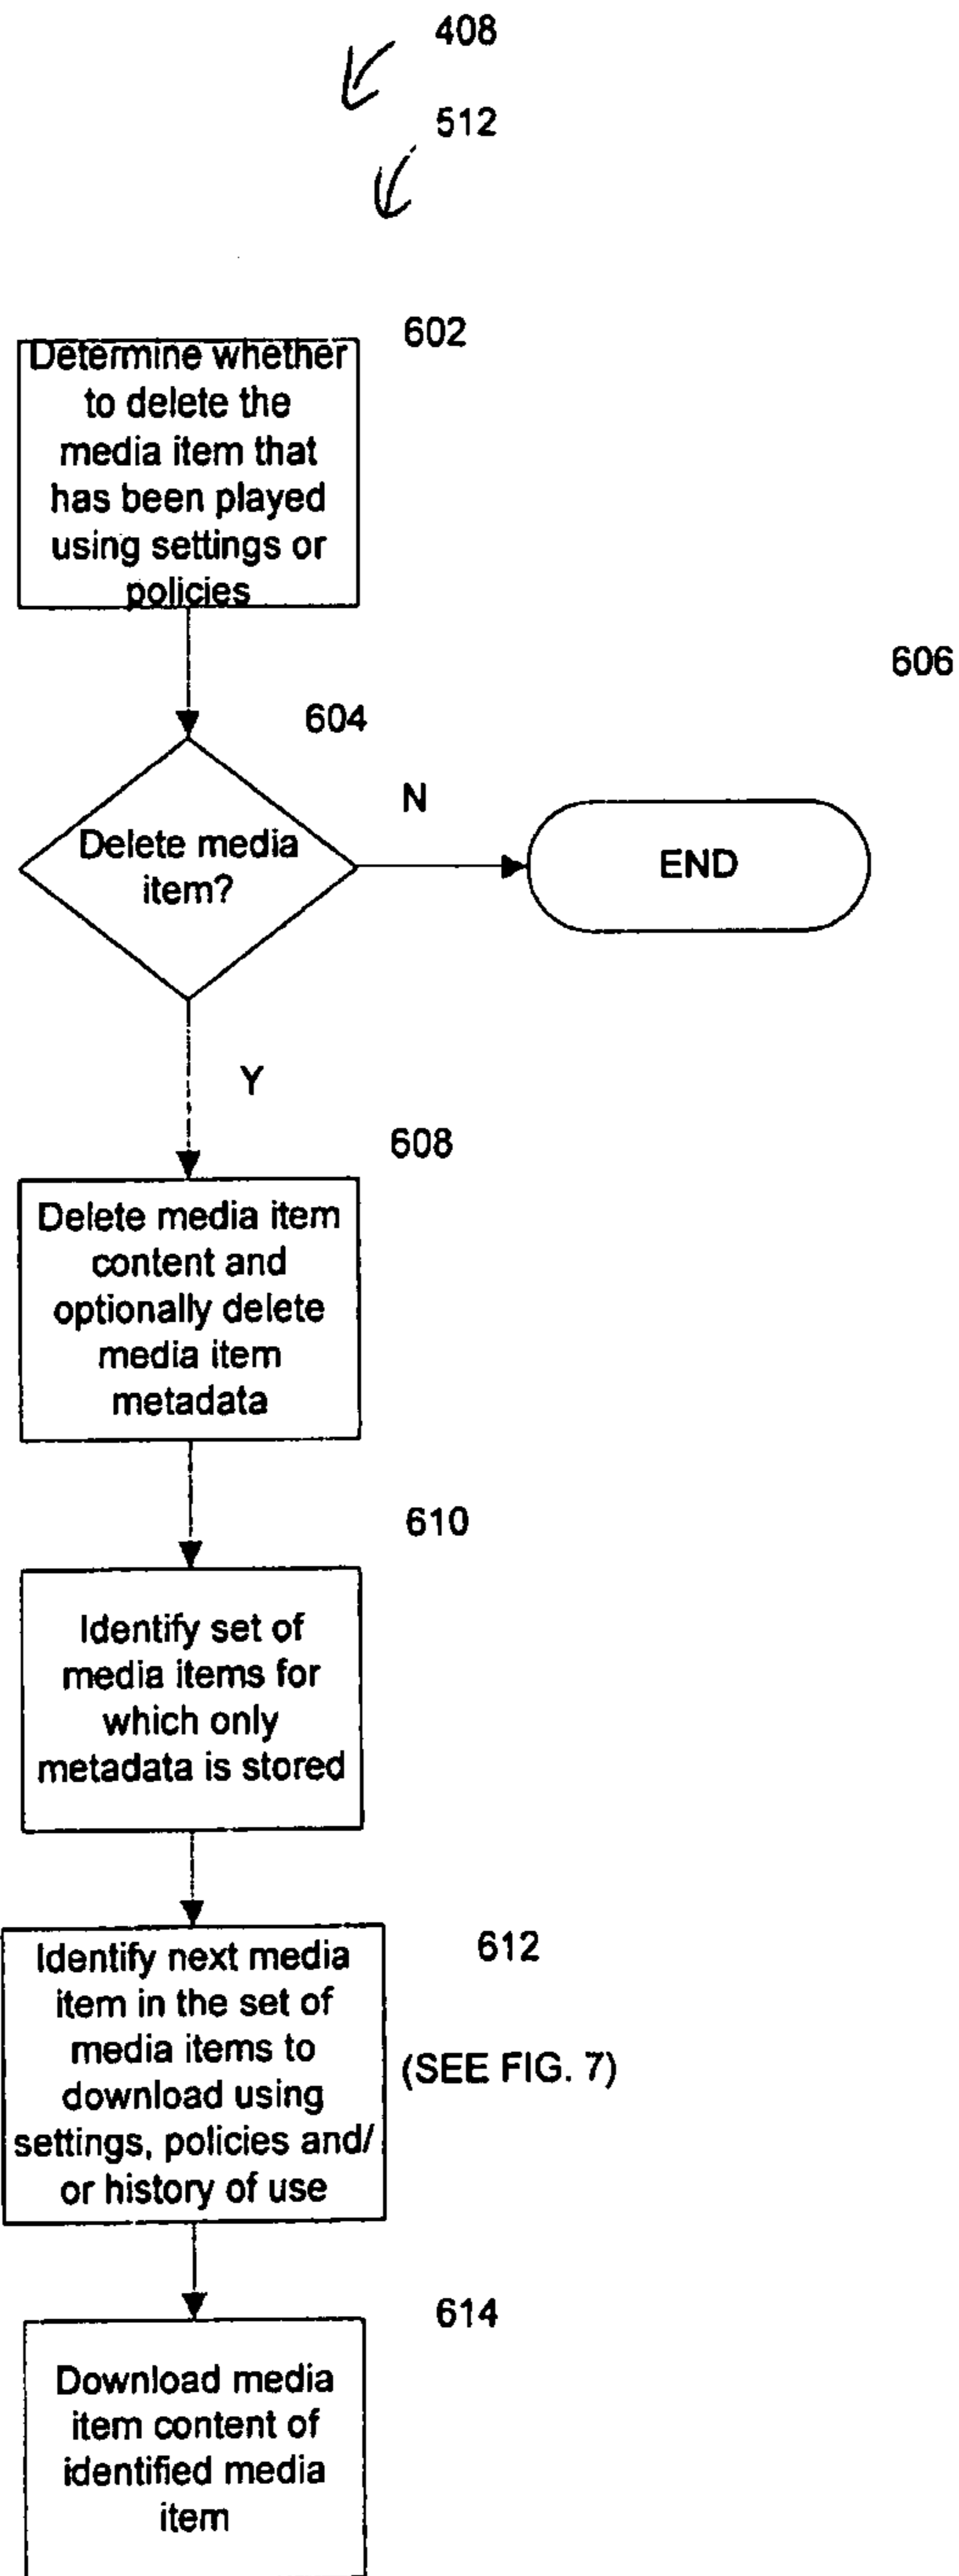 408
512
602
Determine whether
to delete the
media item that
has been played
using settings or
policies
606
604
N
Delete media
item?
END
Y
608
Delete media item
content and
optionally delete
media item
metadata
610
Identify set of
media items for
which only
metadata is stored
612
Identify next media
item in the set of
media items to
download using
settings, policies and/
or history of use
(SEE FIG. 7)
614
Download media
item content of
identified media
item